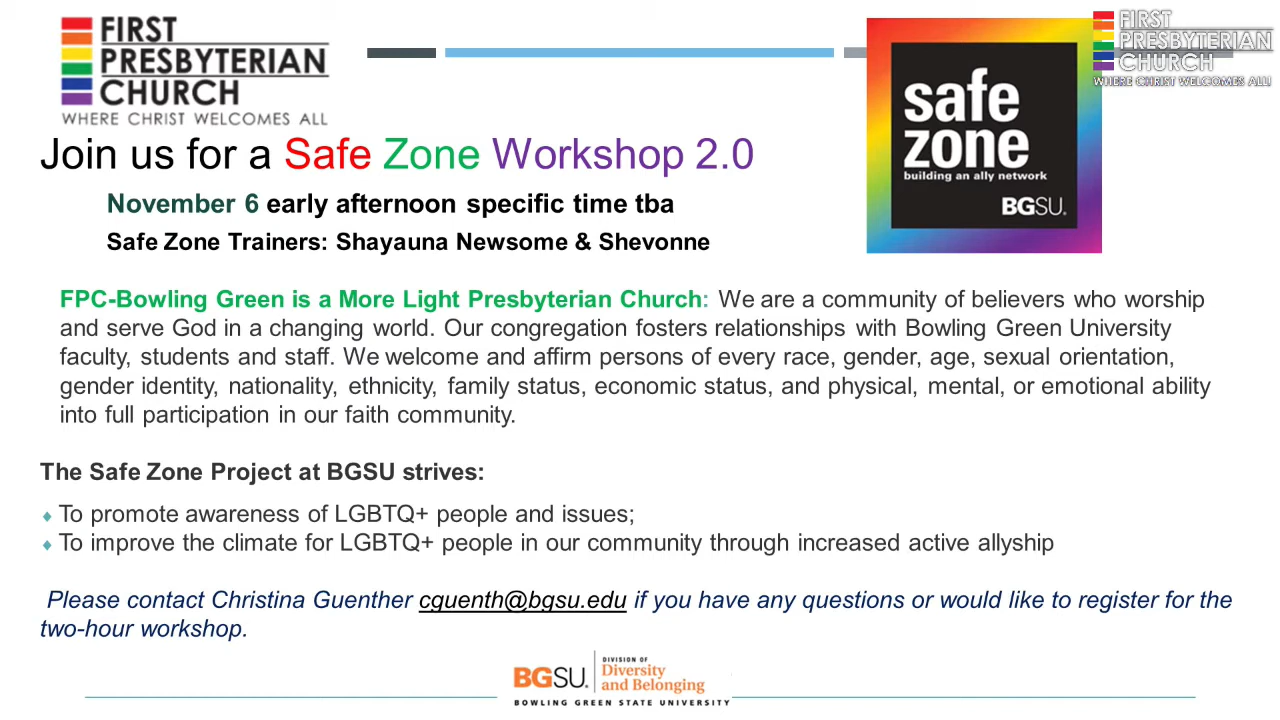 FIRST
PRESBYTERIAN
CHURCH
WHERE CHRIST WELCOMES ALL
FIRST
PRESBYTERIAN
CHURCH
WHERE CHRIST WELCOMES ALL!
safe
zone
building an ally network
BGSU.
Join us for a Safe Zone Workshop 2.0
November 6 early afternoon specific time tba
Safe Zone Trainers: Shayauna Newsome & Shevonne
FPC-Bowling Green is a More Light Presbyterian Church: We are a community of believers who worship
and serve God in a changing world. Our congregation fosters relationships with Bowling Green University
faculty, students and staff. We welcome and affirm persons of every race, gender, age, sexual orientation,
gender identity, nationality, ethnicity, family status, economic status, and physical, mental, or emotional ability
into full participation in our faith community.
The Safe Zone Project at BGSU strives:
To promote awareness of LGBTQ+ people and issues;
To improve the climate for LGBTQ+ people in our community through increased active allyship
Please contact Christina Guenther cguenth@bgsu.edu if you have any questions or would like to register for the
two-hour workshop.
BGSU.
DIVISION OF
Diversity
and Belonging
BOWLING GREEN STATE UNIVERSITY